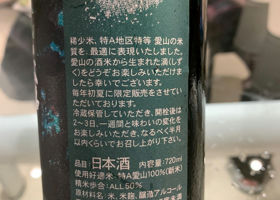 稀少米、特A地区特等 愛山の米
質を、最適に表現いたしました。
愛山の酒米から生まれた滴(しず
く)をどうぞお楽しみいただけま
したら幸いでございます。
毎年初夏に限定販売をさせて
いただいております。
冷蔵保管していただき、開栓後は
2〜3日、一週間と味わいの変化を
お楽しみいただき、なるべく半月
以内くらいでお召し上がり下さい。
品目:日本酒 内容量:720ml
使用好適米、特A愛山100%(新米)
精米歩合:ALL50%
原材料名:米、米麹、醸造アルコール